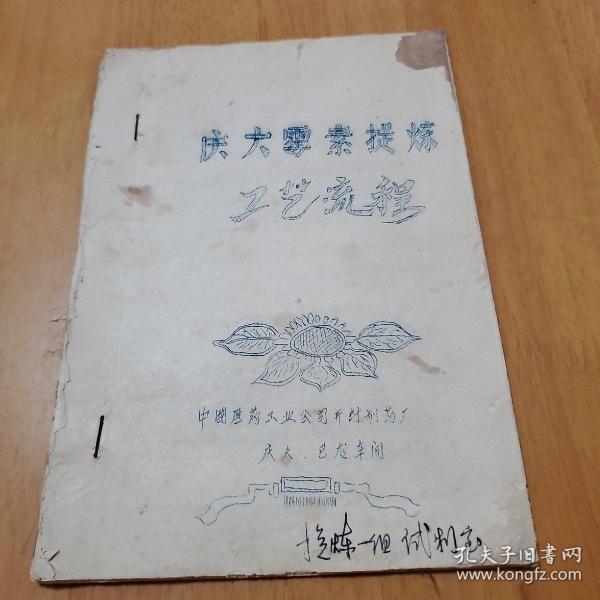 庆大霉素提炼
工艺流程
中国医药工业公司开封制药厂
庆大、巴龙车间
提炼一组 试制室
孔夫子旧书网
www.kongfz.com